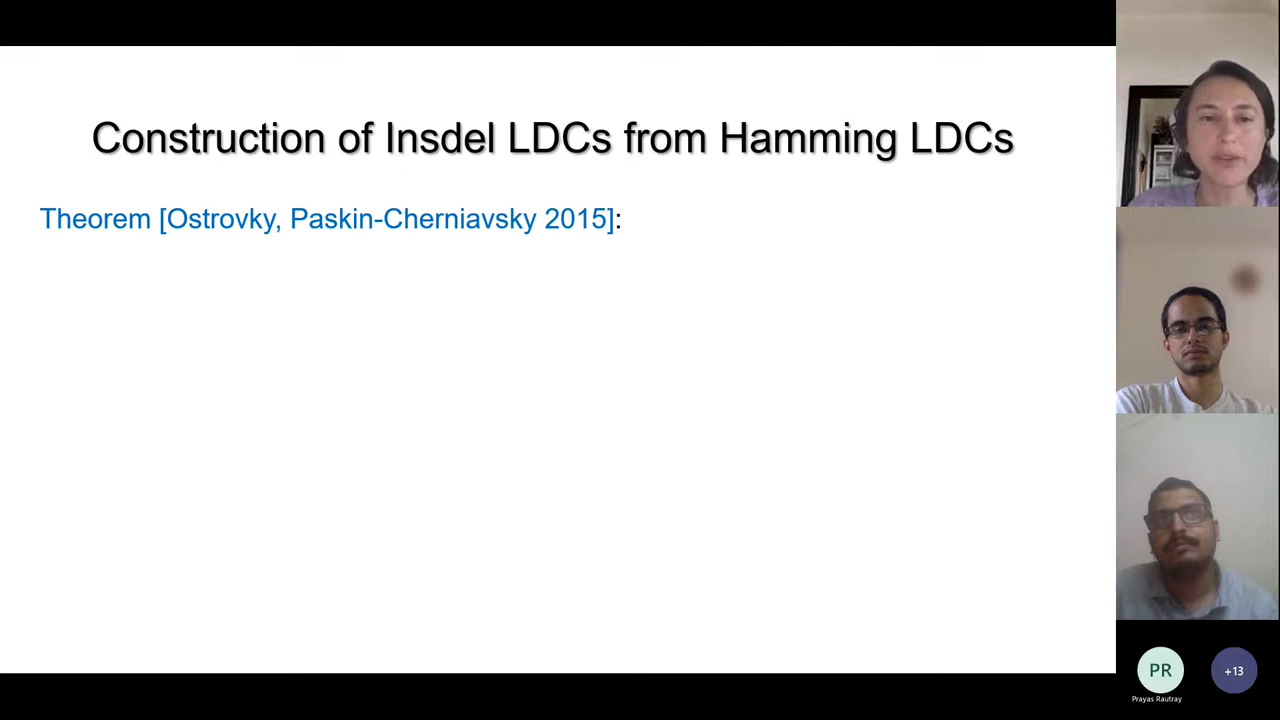 Construction of Insdel LDCs from Hamming LDCs
Theorem [Ostrovky, Paskin-Cherniavsky 2015]:
PR
+13
Prayas Rautray